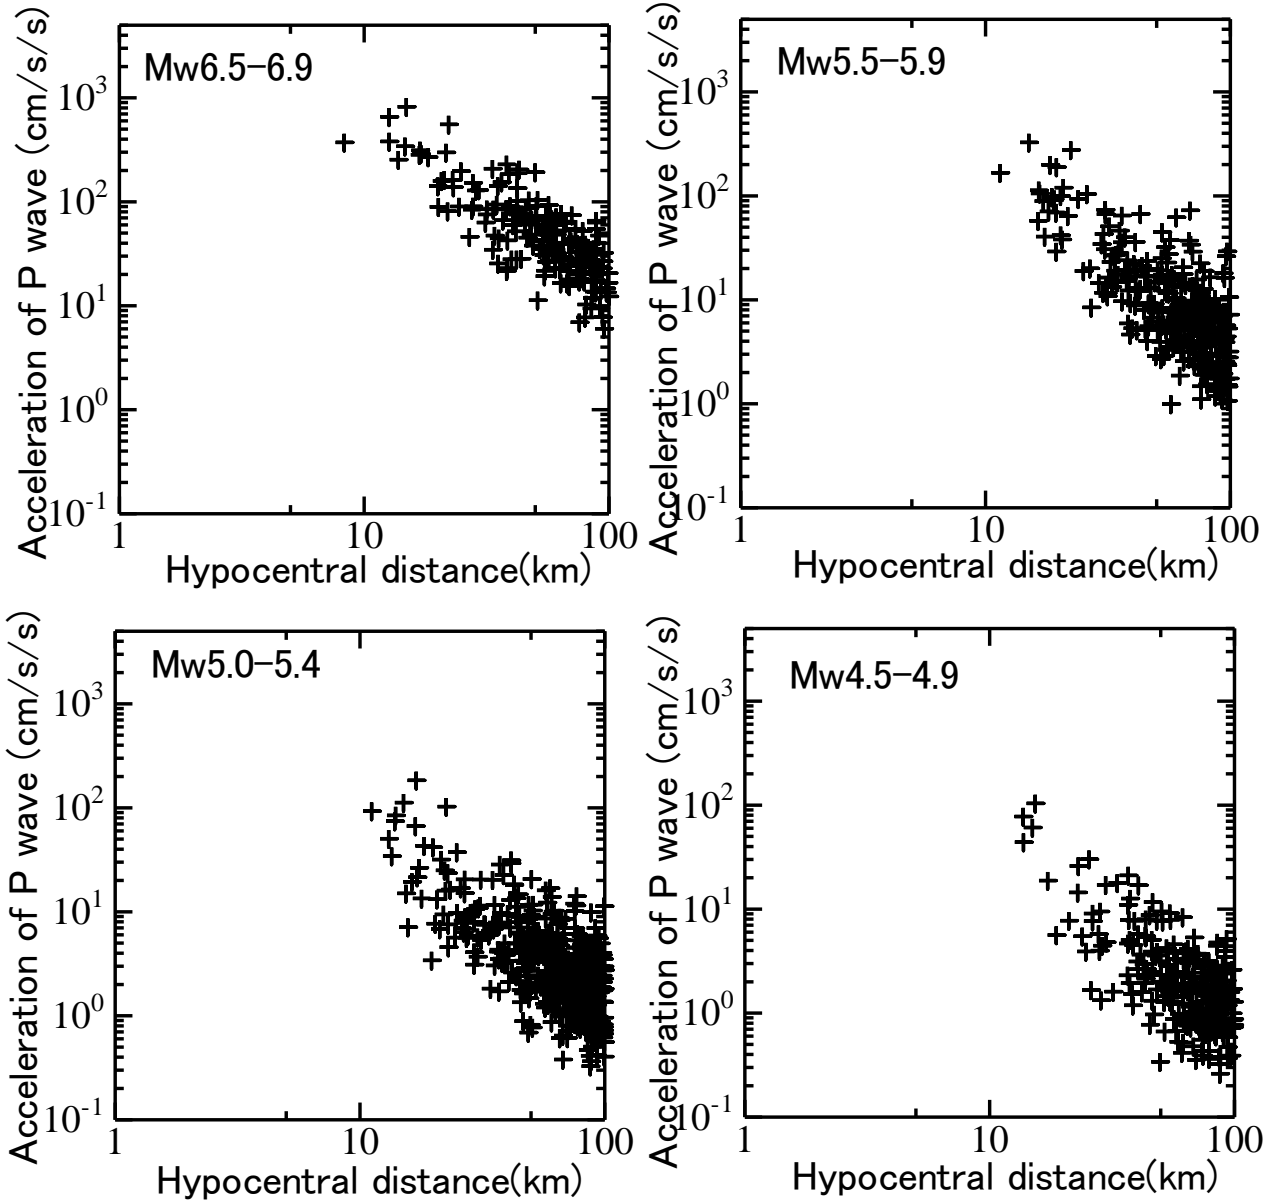 Mw6.5-6.9
Acceleration of P wave (cm/s/s)
10³
10²
10¹
10⁰
10⁻¹
1 10 100
Hypocentral distance(km)
Mw5.5-5.9
Acceleration of P wave (cm/s/s)
10³
10²
10¹
10⁰
10⁻¹
1 10 100
Hypocentral distance(km)
Mw5.0-5.4
Acceleration of P wave (cm/s/s)
10³
10²
10¹
10⁰
10⁻¹
1 10 100
Hypocentral distance(km)
Mw4.5-4.9
Acceleration of P wave (cm/s/s)
10³
10²
10¹
10⁰
10⁻¹
1 10 100
Hypocentral distance(km)